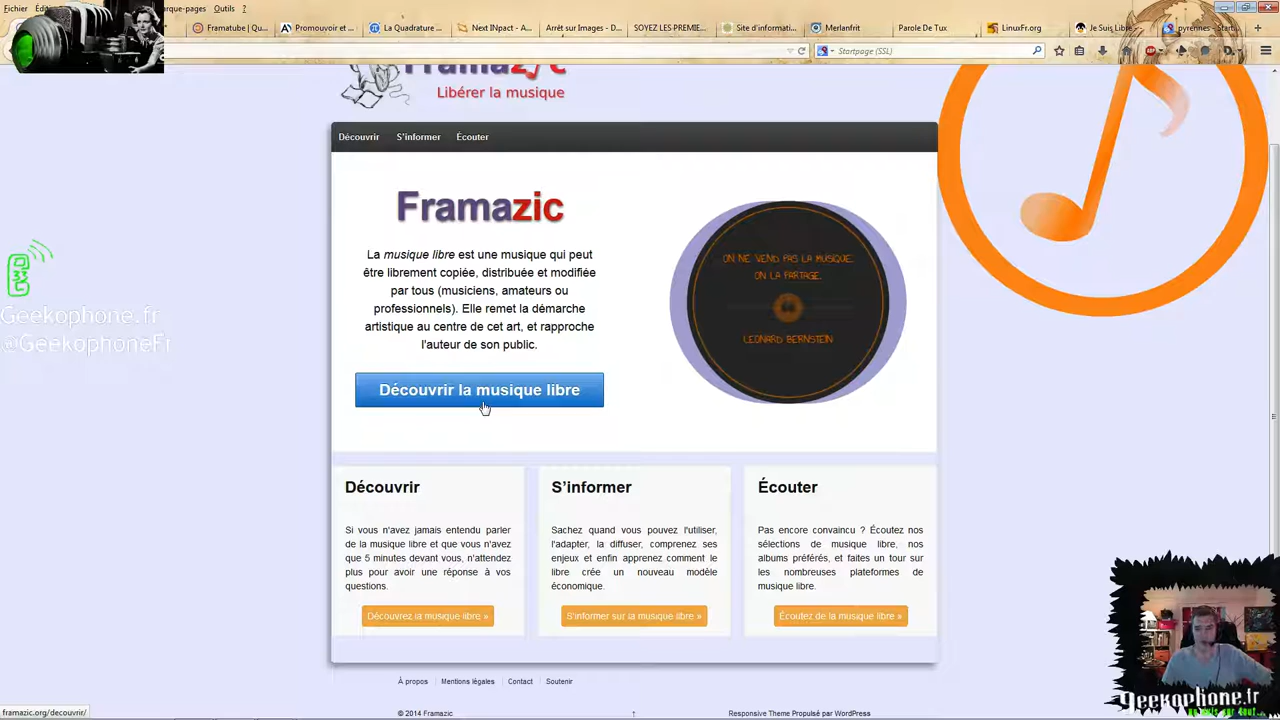 Fichier
Outils ?
Framatube | Qu...
Promouvoir et ...
La Quadrature ...
Next INpact - A...
Arrêt sur Images - D...
SOYEZ LES PREMIE...
Site d'informati...
Merlanfrit
Parole De Tux
LinuxFr.org
Je Suis Libre -
pyrennes - Starti...
Startpage (SSL)
Framazic
Libérer la musique
Découvrir
S'informer
Écouter
Framazic
La musique libre est une musique qui peut
être librement copiée, distribuée et modifiée
par tous (musiciens, amateurs ou
professionnels). Elle remet la démarche
artistique au centre de cet art, et rapproche
l'auteur de son public.
Découvrir la musique libre
ON NE VEND PAS LA MUSIQUE.
ON LA PARTAGE.
LEONARD BERNSTEIN
Geekophone.fr
@GeekophoneFr
Découvrir
Si vous n'avez jamais entendu parler
de la musique libre et que vous n'avez
que 5 minutes devant vous, n'attendez
plus pour avoir une réponse à vos
questions.
Découvrez la musique libre »
S'informer
Sachez quand vous pouvez l'utiliser,
l'adapter, la diffuser, comprenez ses
enjeux et enfin apprenez comment le
libre crée un nouveau modèle
économique.
S'informer sur la musique libre »
Écouter
Pas encore convaincu ? Écoutez nos
sélections de musique libre, nos
albums préférés, et faites un tour sur
les nombreuses plateformes de
musique libre.
Écoutez de la musique libre »
À propos
Mentions légales
Contact
Soutenir
© 2014 Framazic
↑
Responsive Theme Propulsé par WordPress
framazic.org/decouvrir/
Geekophone.fr